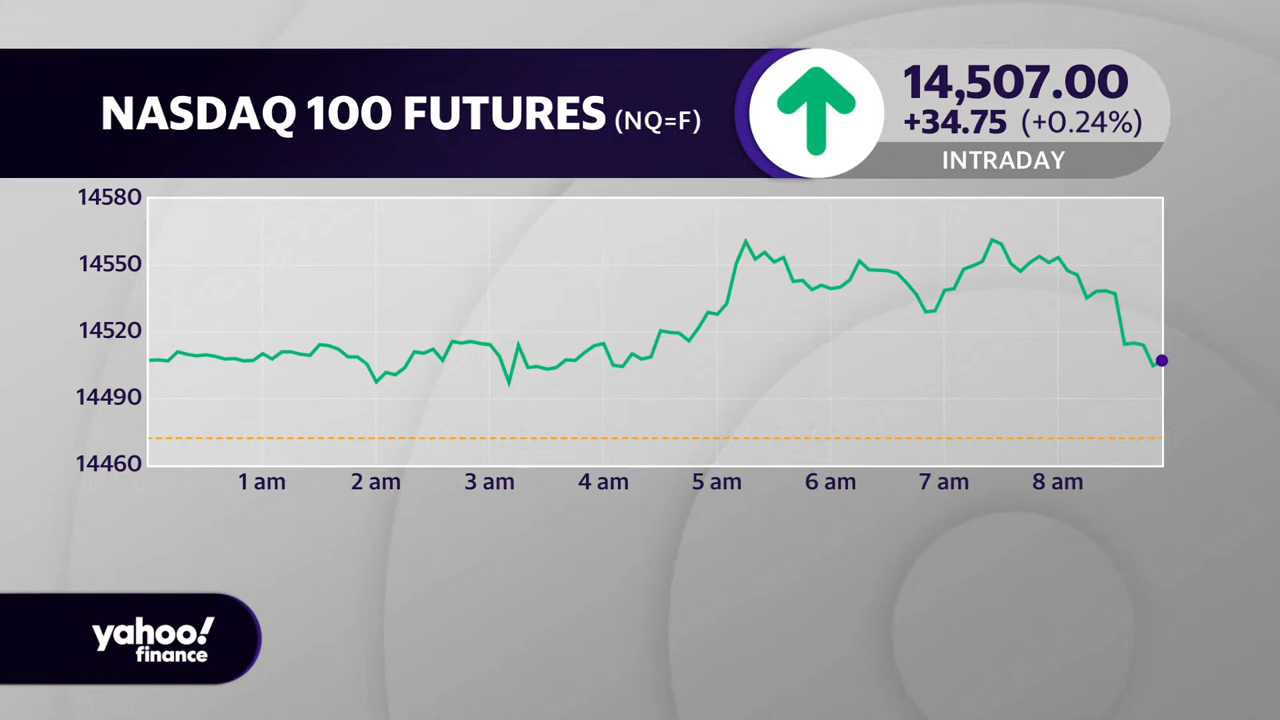 NASDAQ 100 FUTURES (NQ=F)
14,507.00
+34.75 (+0.24%)
INTRADAY
14580
14550
14520
14490
14460
1 am 2 am 3 am 4 am 5 am 6 am 7 am 8 am
yahoo!
finance